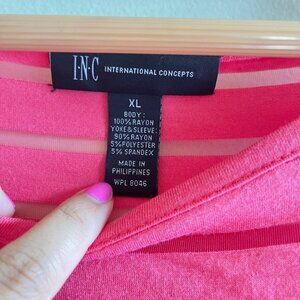 I·N·C INTERNATIONAL CONCEPTS
XL
BODY:
100%RAYON
YOKE&SLEEVE:
90%RAYON
5%POLYESTER
5%SPANDEX
MADE IN
PHILIPPINES
WPL 8046